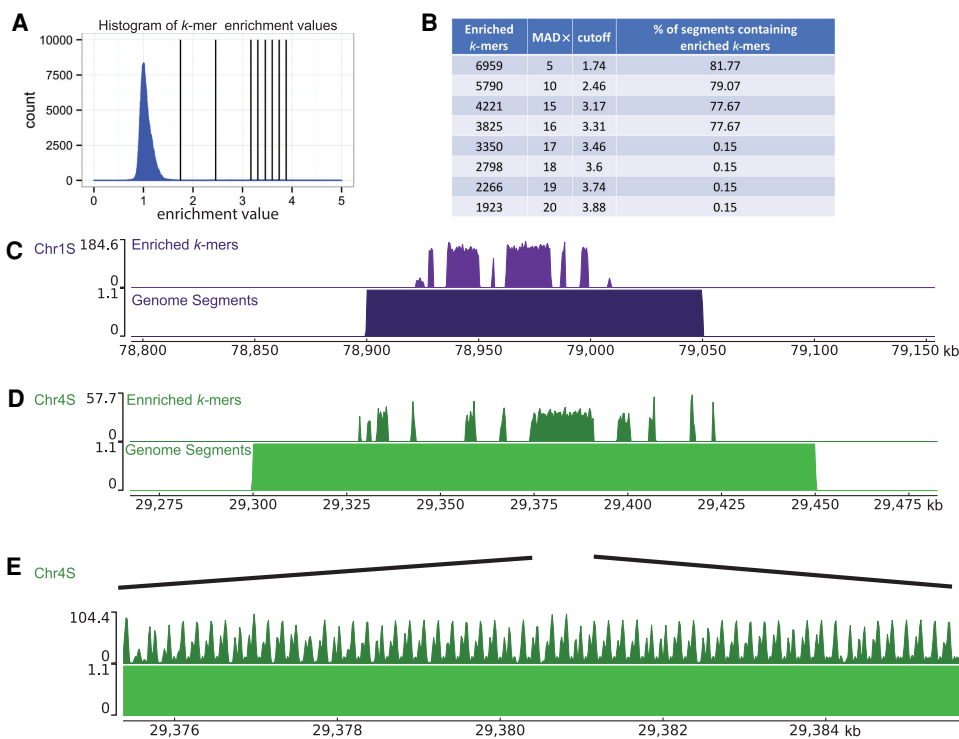 A
Histogram of k-mer enrichment values
10000
7500
5000
2500
0
count
0 1 2 3 4 5
enrichment value
B
Enriched k-mers MAD× cutoff % of segments containing enriched k-mers
6959 5 1.74 81.77
5790 10 2.46 79.07
4221 15 3.17 77.67
3825 16 3.31 77.67
3350 17 3.46 0.15
2798 18 3.6 0.15
2266 19 3.74 0.15
1923 20 3.88 0.15
C
Chr1S 184.6 Enriched k-mers
0
1.1 Genome Segments
0
78,800 78,850 78,900 78,950 79,000 79,050 79,100 79,150 kb
D
Chr4S 57.7 Ennriched k-mers
0
1.1 Genome Segments
0
29,275 29,300 29,325 29,350 29,375 29,400 29,425 29,450 29,475 kb
E
Chr4S
104.4
0
1.1
0
29,376 29,378 29,380 29,382 29,384 kb